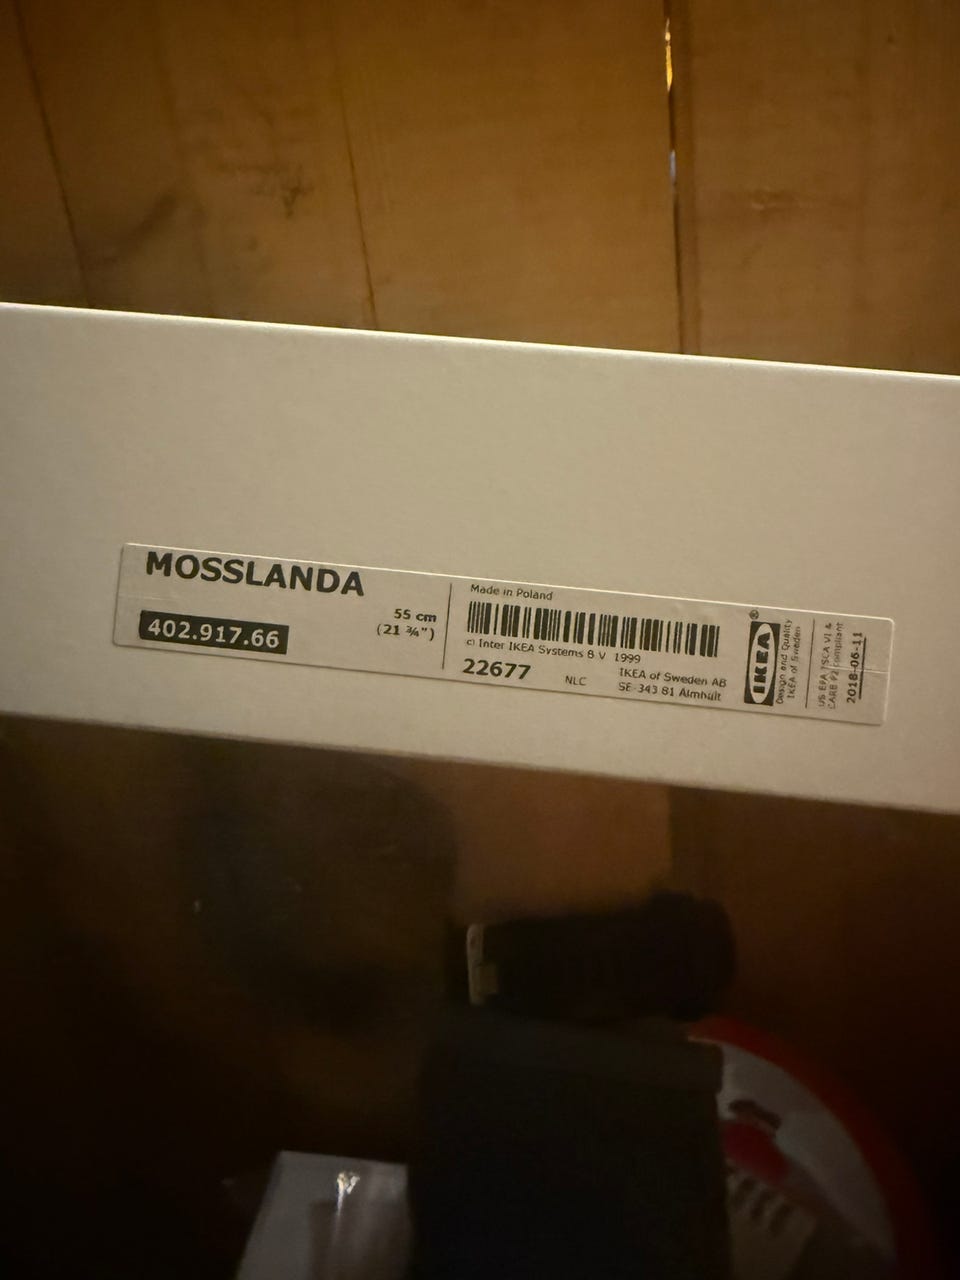 MOSSLANDA
402.917.66
55 cm
(21 ¾")
Made in Poland
c) Inter IKEA Systems B V 1999
22677
NLC
IKEA of Sweden AB
SE-343 81 Älmhult
IKEA®
Design and Quality
IKEA of Sweden
US EPA TSCA VI &
CARB P2 compliant
2018-06-11